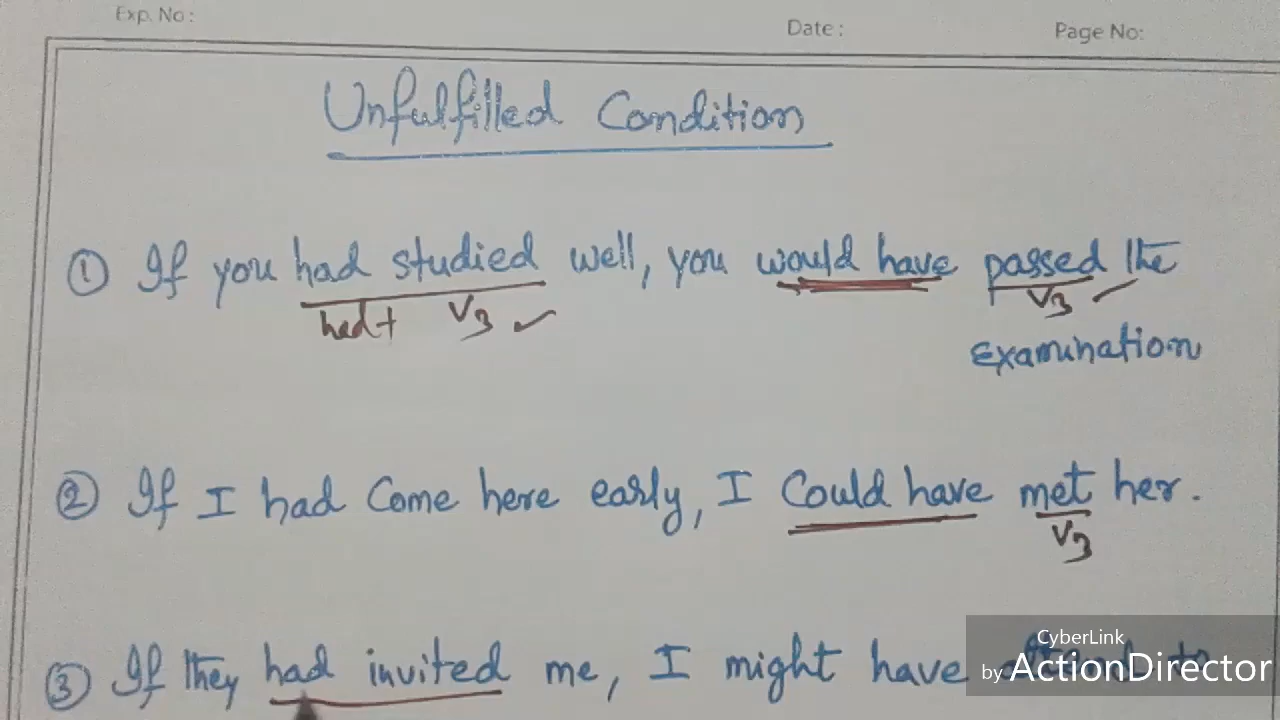 Exp. No :
Date :
Page No:
Unfulfilled Condition
① If you had studied well, you would have passed the
had+ V3 ✓ V3 ✓
examination
② If I had come here early, I could have met her.
V3
③ If they had invited me, I might have
CyberLink
by ActionDirector